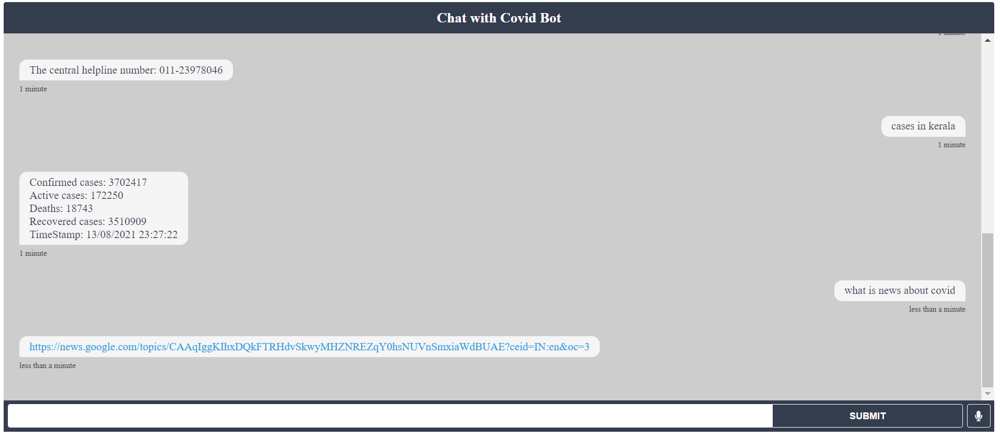 Chat with Covid Bot
1 minute
The central helpline number: 011-23978046
1 minute
cases in kerala
1 minute
Confirmed cases: 3702417
Active cases: 172250
Deaths: 18743
Recovered cases: 3510909
TimeStamp: 13/08/2021 23:27:22
1 minute
what is news about covid
less than a minute
https://news.google.com/topics/CAAqIggKIhxDQkFTRHdvSkwyMHZNREZqY0hsNUVnSmxiaWdBUAE?ceid=IN:en&oc=3
less than a minute
SUBMIT